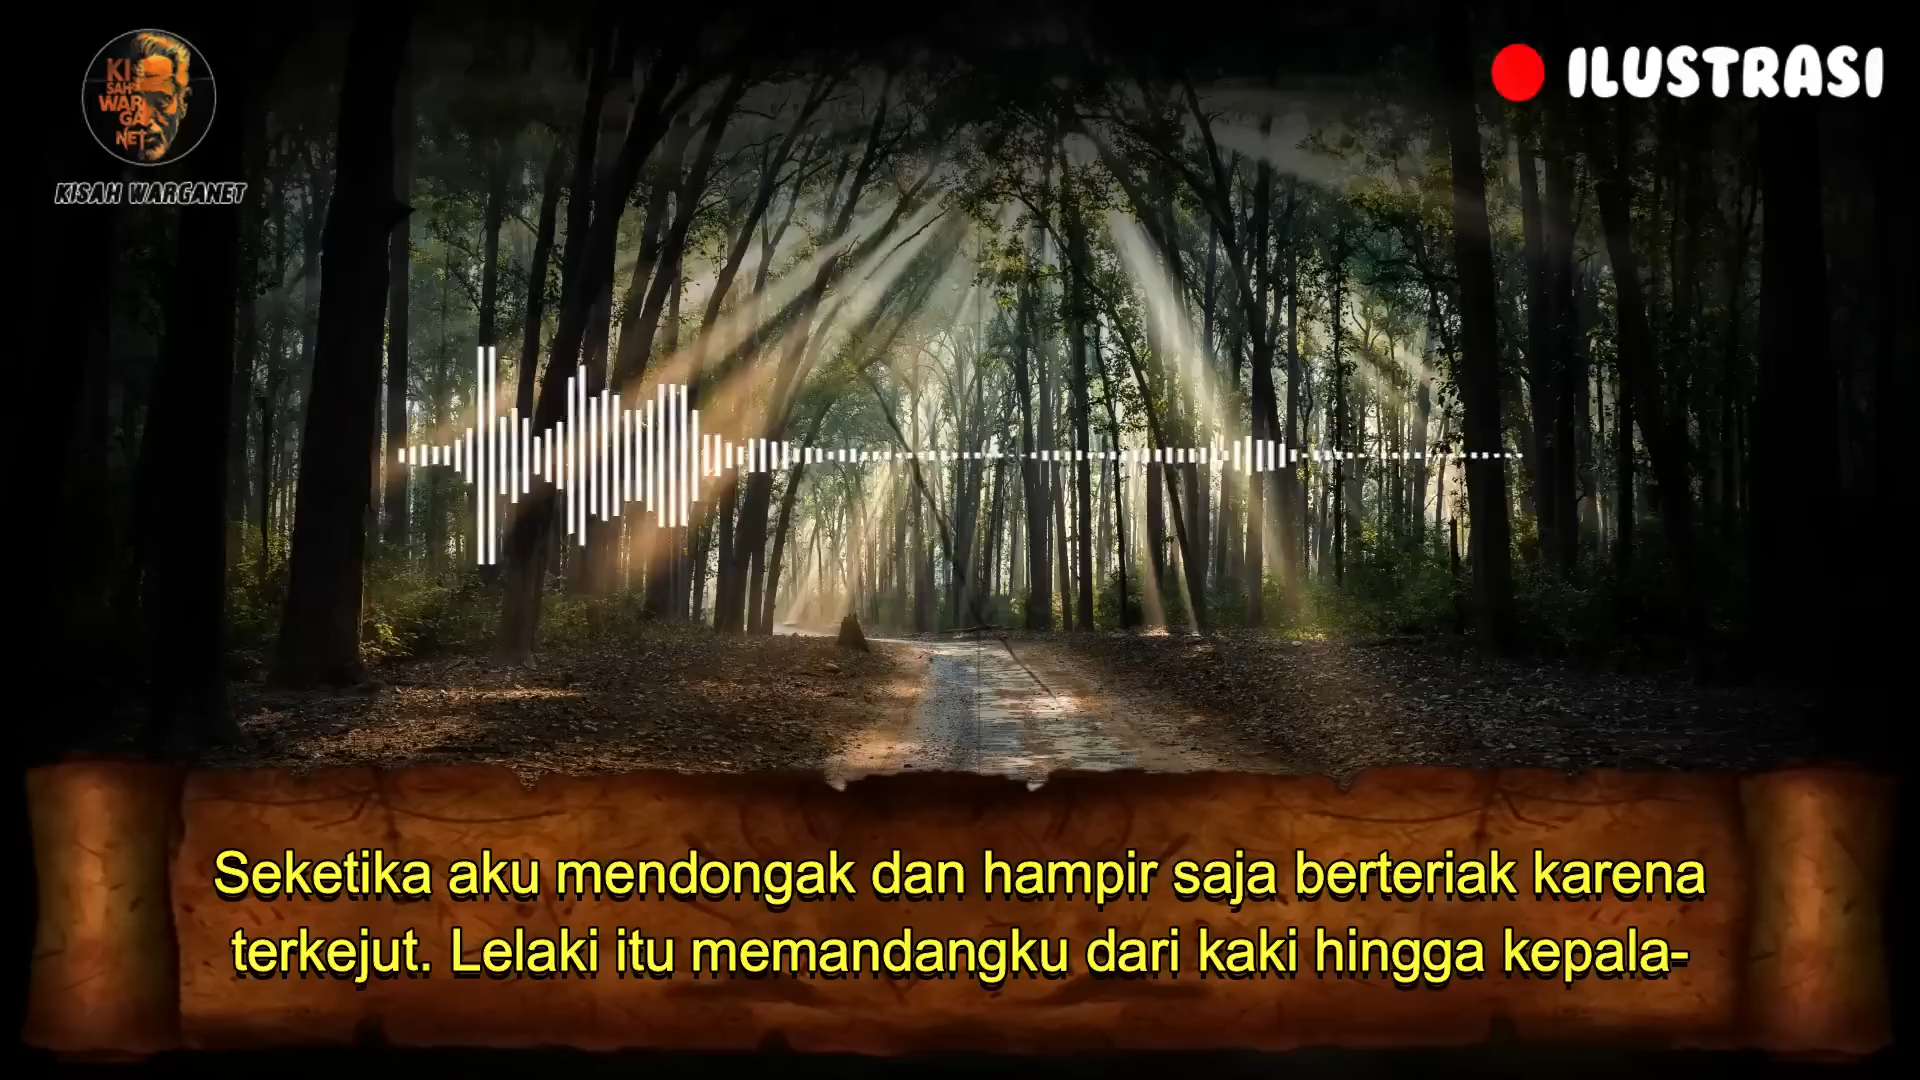 KI
SAH
WAR
GA
NET
KISAH WARGANET
ILUSTRASI
Seketika aku mendongak dan hampir saja berteriak karena
terkejut. Lelaki itu memandangku dari kaki hingga kepala-